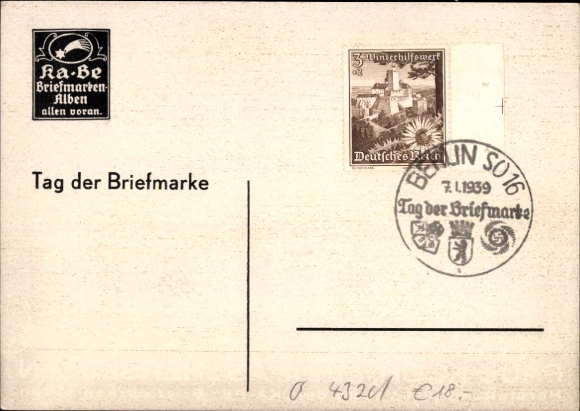 Ka-Be
Briefmarken-
Alben
allen voran.
3+2 Winterhilfswerk
Deutsches Reich
BERLIN SO 16
7.1.1939
Tag der Briefmarke
Tag der Briefmarke
€18.-